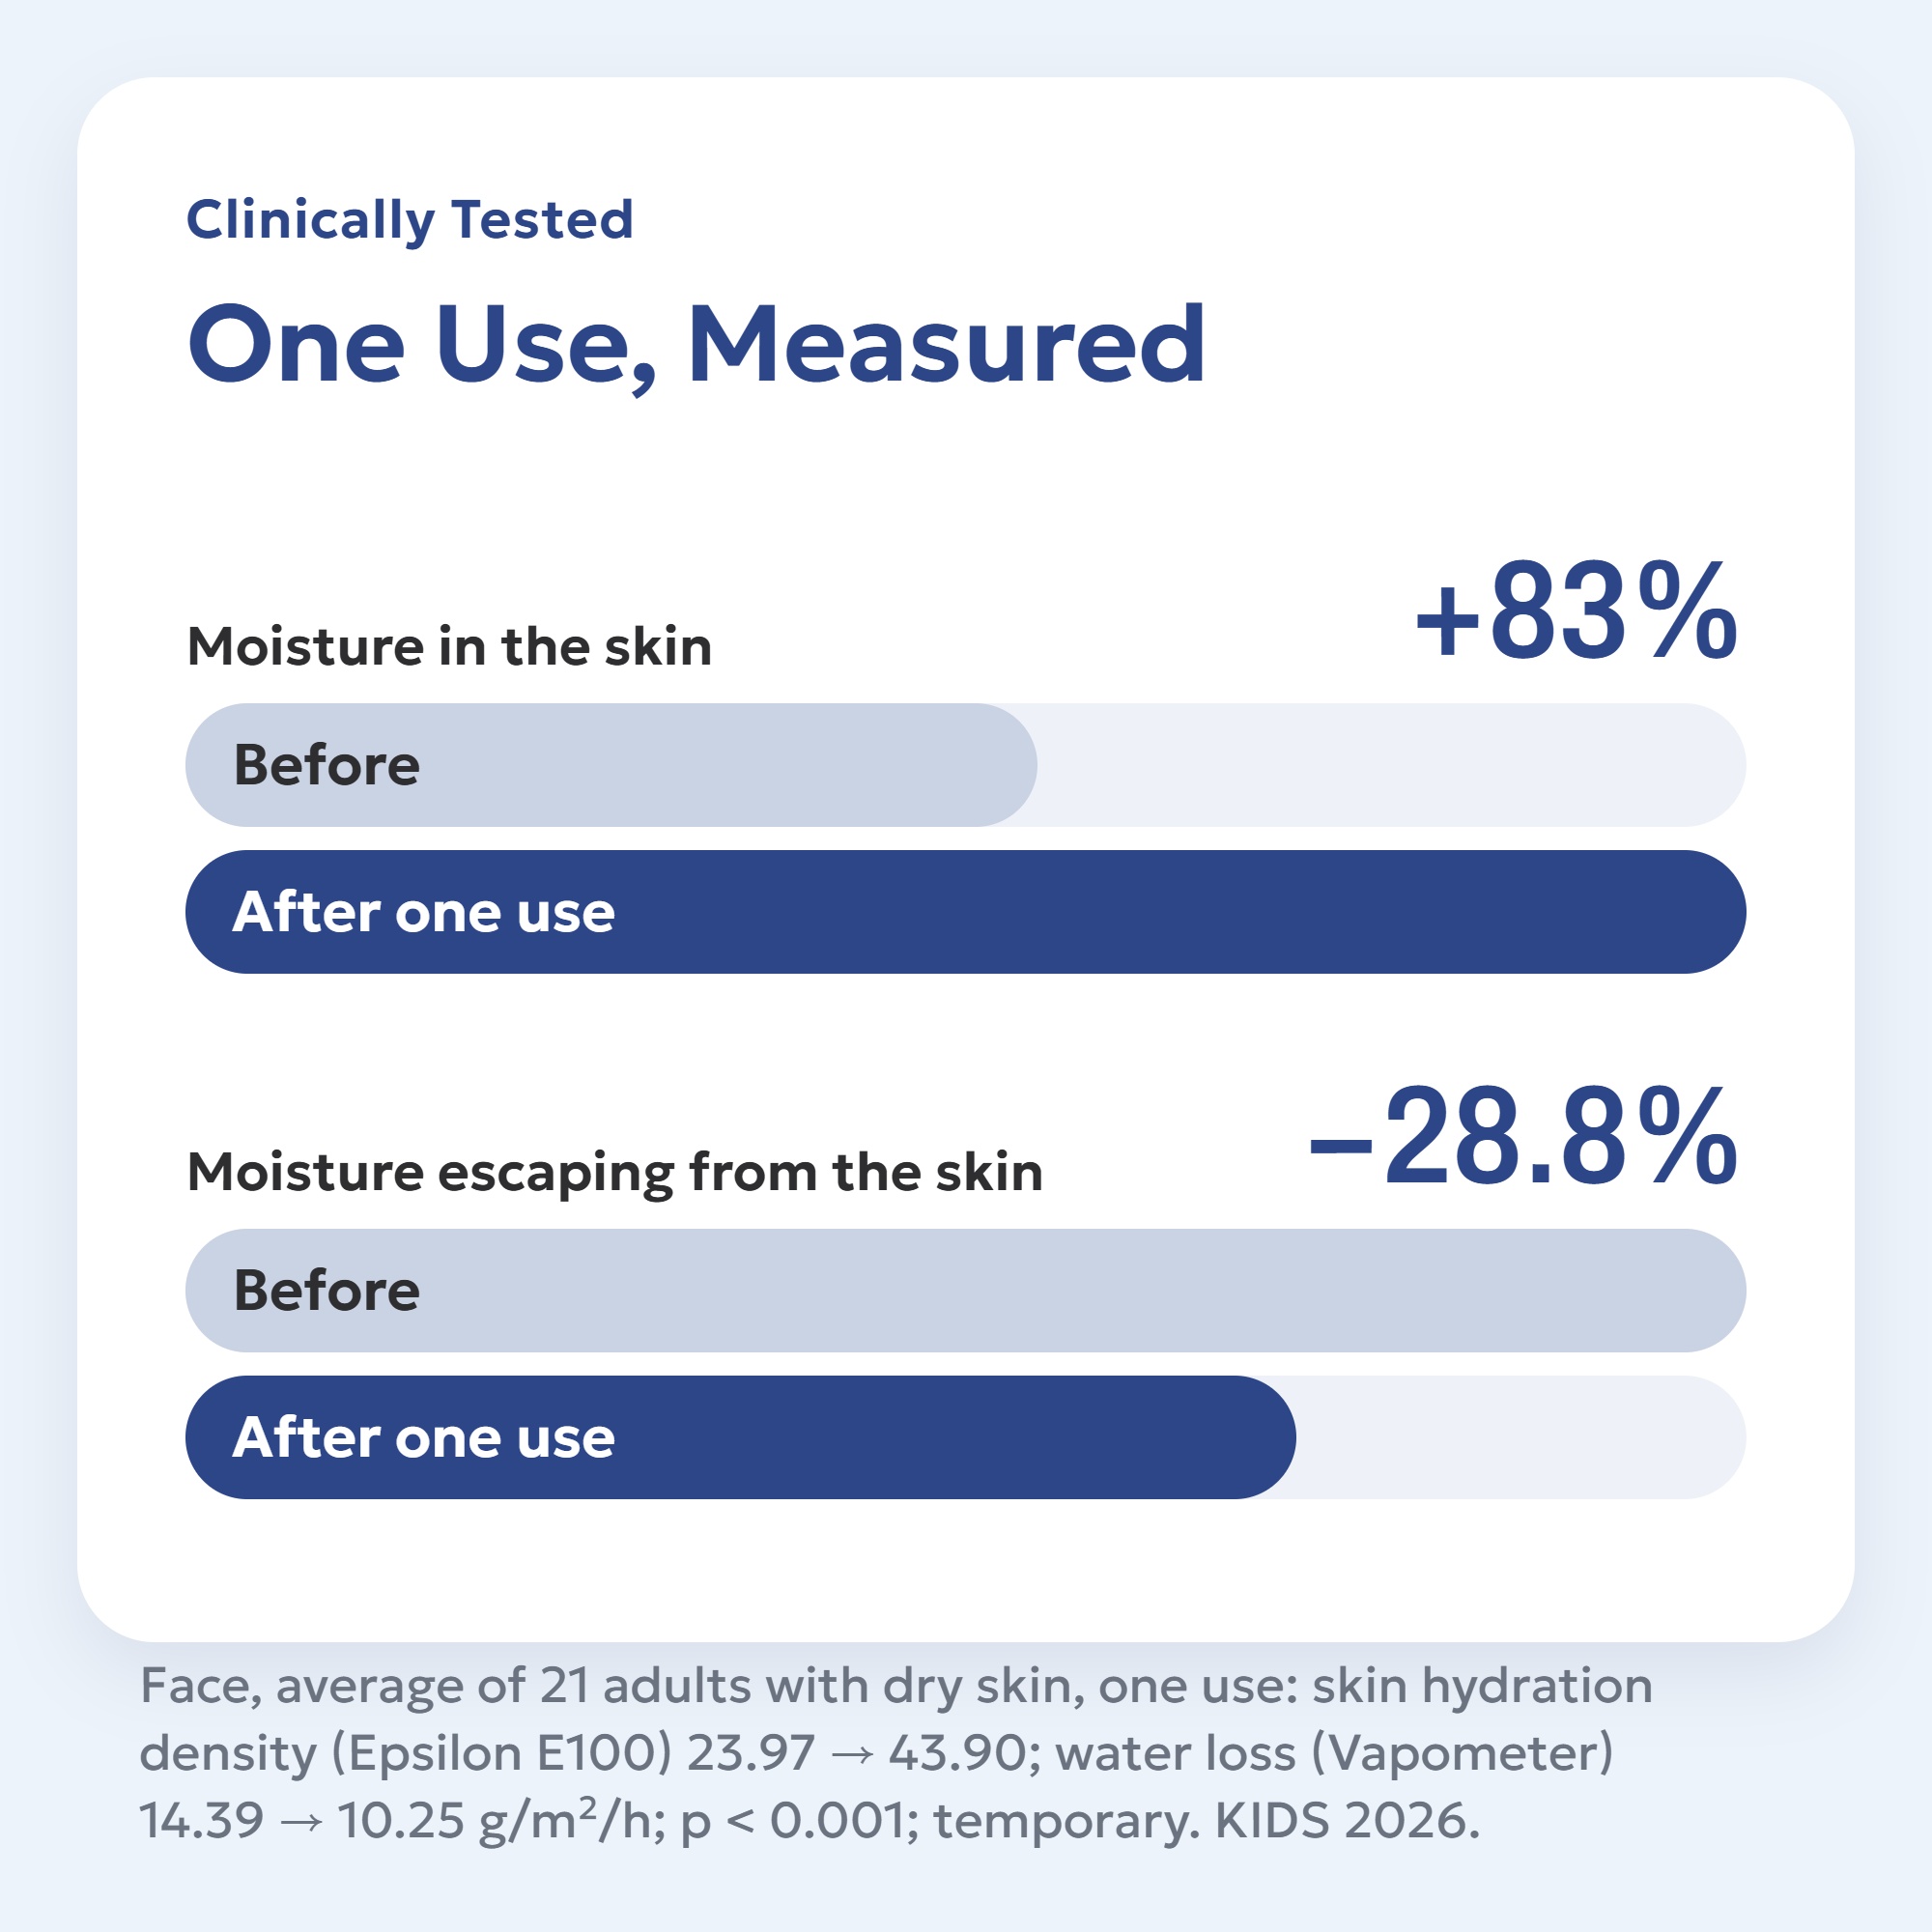 Clinically Tested
One Use, Measured
+83%
Moisture in the skin
Before
After one use
−28.8%
Moisture escaping from the skin
Before
After one use
Face, average of 21 adults with dry skin, one use: skin hydration
density (Epsilon E100) 23.97 → 43.90; water loss (Vapometer)
14.39 → 10.25 g/m²/h; p < 0.001; temporary. KIDS 2026.